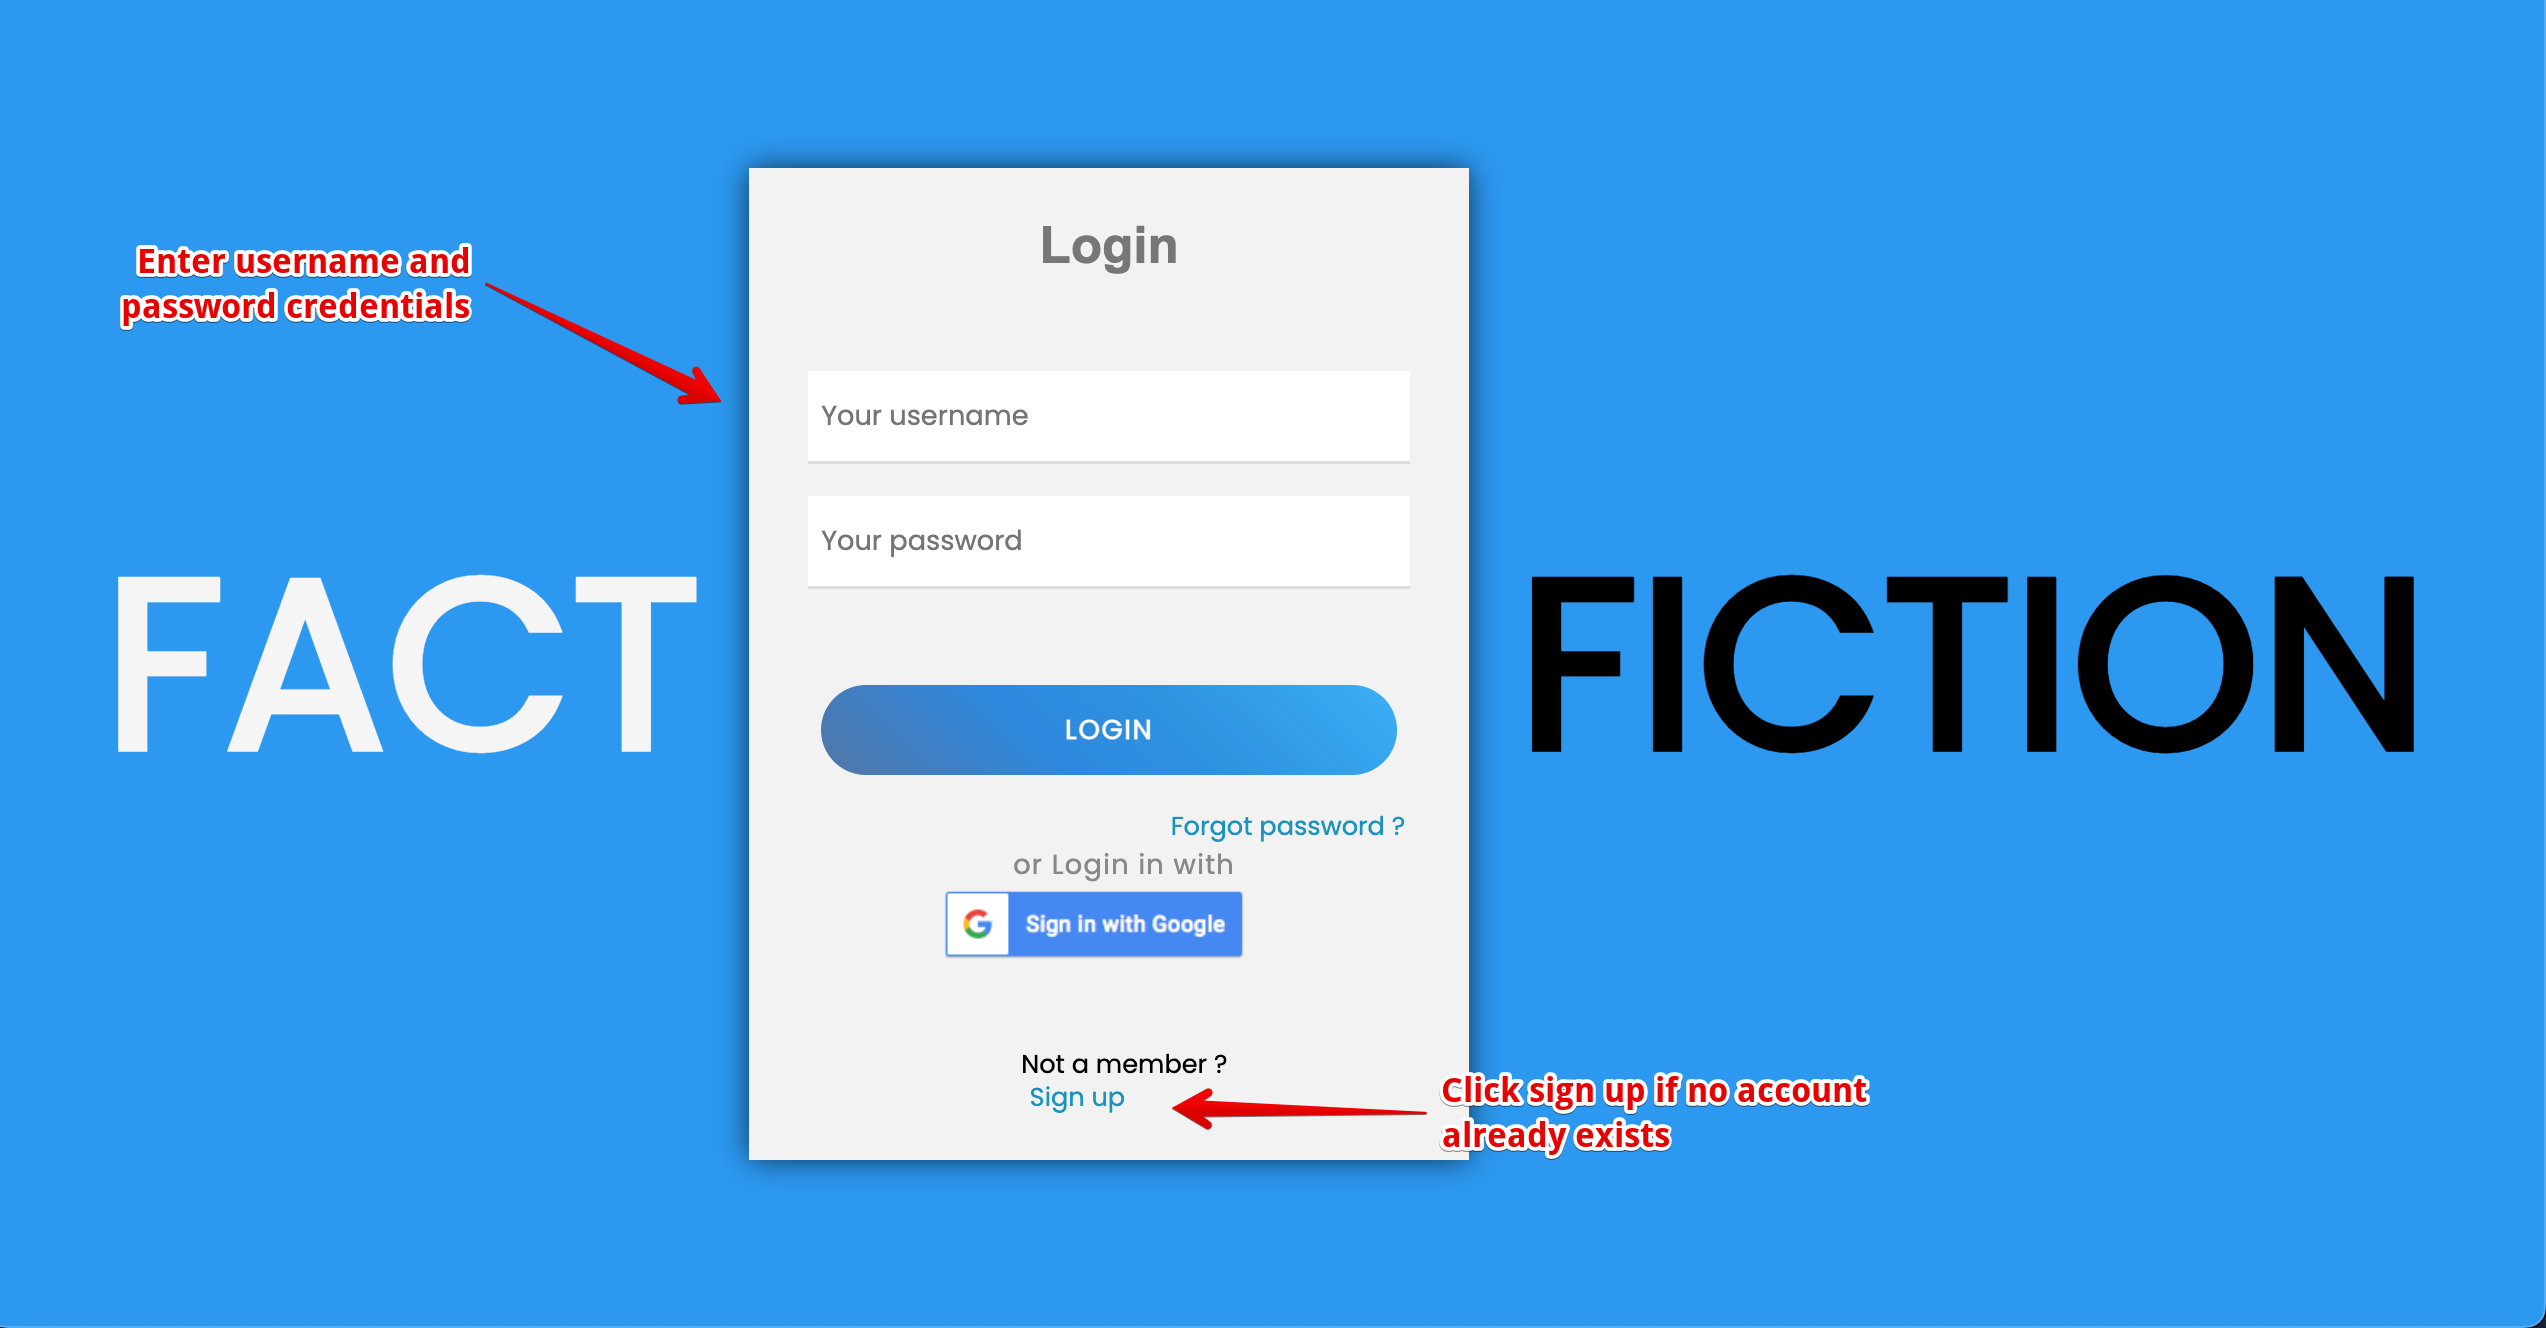 Enter username and
password credentials
FACT
Login
Your username
Your password
LOGIN
Forgot password ?
or Login in with
Sign in with Google
Not a member ?
Sign up
FICTION
Click sign up if no account
already exists